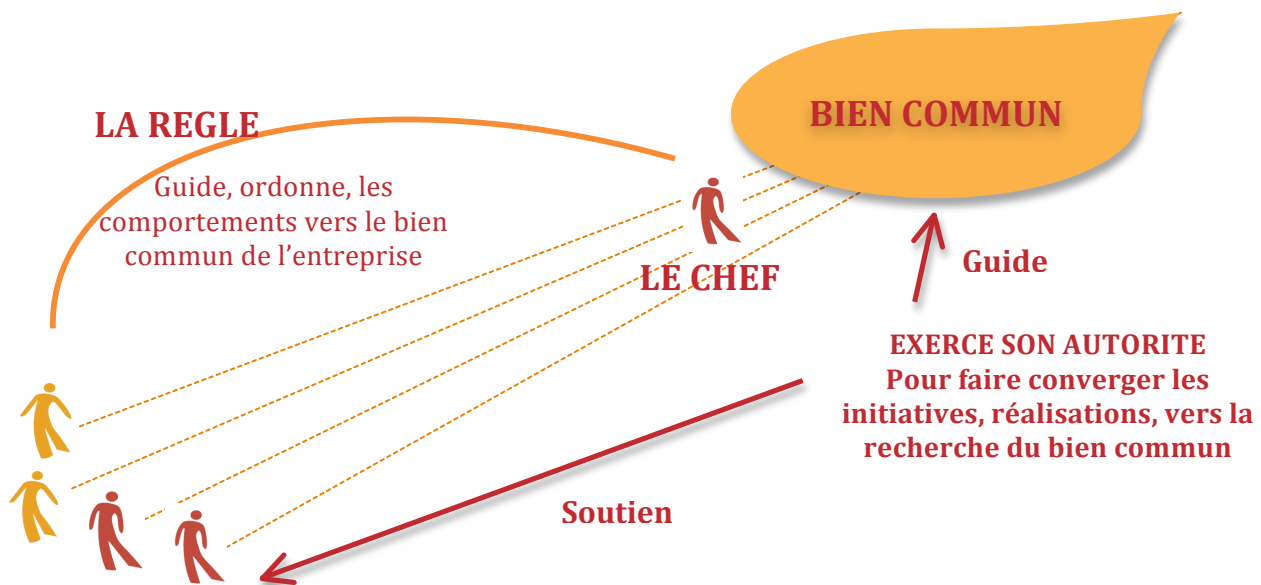 BIEN COMMUN
LA REGLE
Guide, ordonne, les
comportements vers le bien
commun de l’entreprise
LE CHEF
Guide
EXERCE SON AUTORITE
Pour faire converger les
initiatives, réalisations, vers la
recherche du bien commun
Soutien